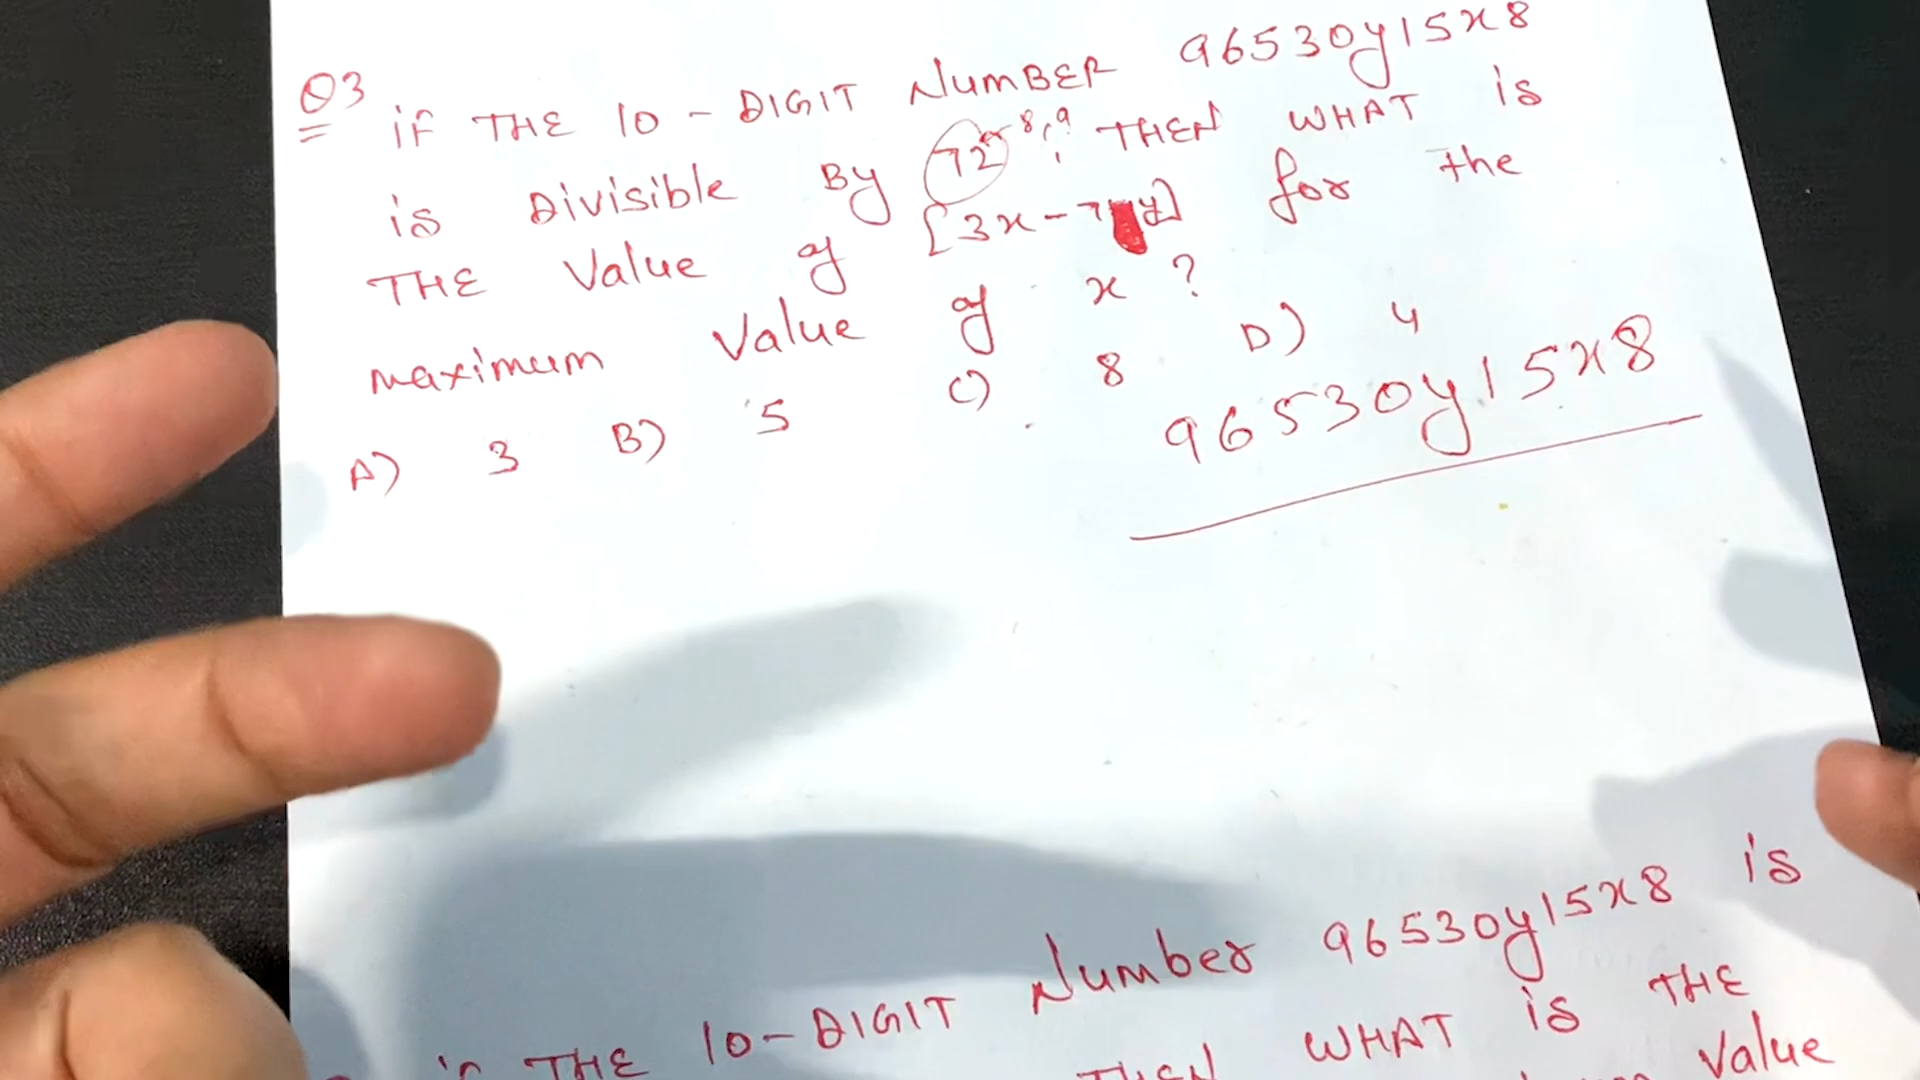 Q3 IF THE 10 - DIGIT NUMBER 96530y15x8
is Divisible By 72 8,9 THEN WHAT is
THE Value of [3x - 7 y] for the
maximum value of x ?
A) 3 B) 5 C) 8 D) 4
96530y15x8
THE 10-DIGIT Number 96530y15x8 is
THEN WHAT is THE
Value